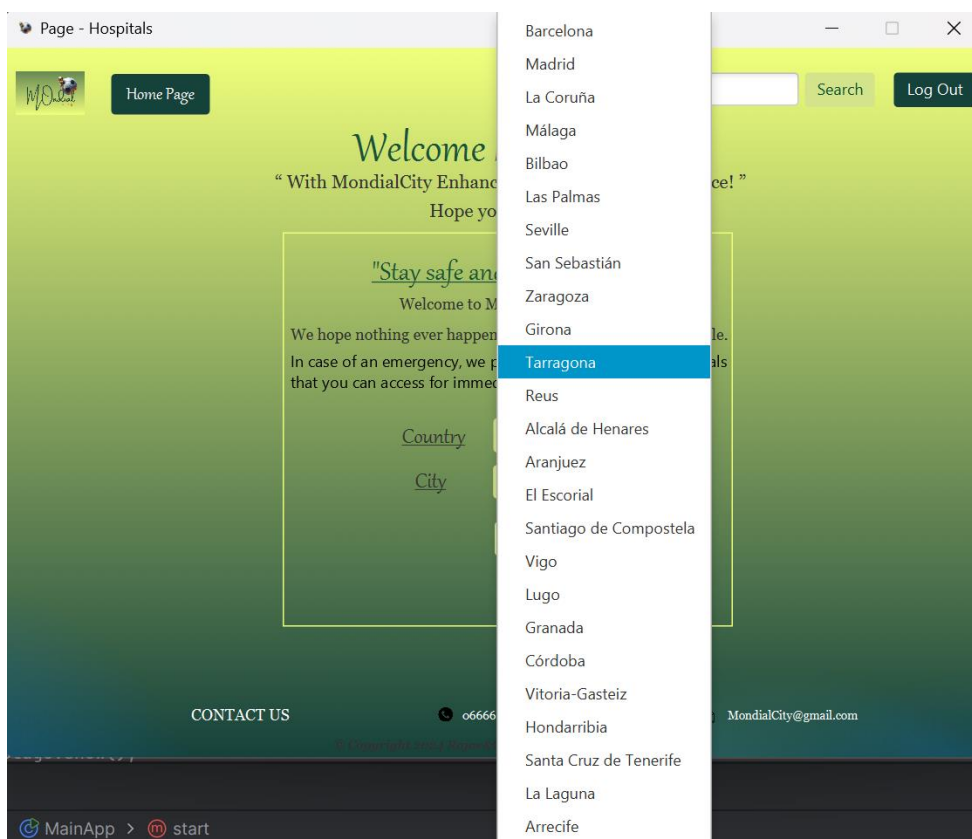 Page - Hospitals
MOndial
Home Page
Search
Log Out
Welcome
“ With MondialCity Enhanc
ce! ”
Hope yo
"Stay safe and
Welcome to M
We hope nothing ever happen
le.
In case of an emergency, we p
als
that you can access for immed
Country
City
Barcelona
Madrid
La Coruña
Málaga
Bilbao
Las Palmas
Seville
San Sebastián
Zaragoza
Girona
Tarragona
Reus
Alcalá de Henares
Aranjuez
El Escorial
Santiago de Compostela
Vigo
Lugo
Granada
Córdoba
Vitoria-Gasteiz
Hondarribia
Santa Cruz de Tenerife
La Laguna
Arrecife
CONTACT US
06666
MondialCity@gmail.com
MainApp > start